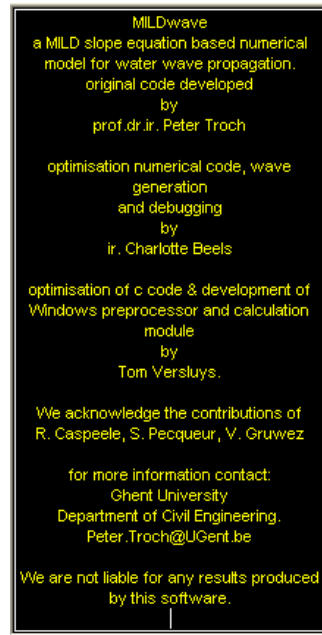 MILDwave
a MILD slope equation based numerical
model for water wave propagation.
original code developed
by
prof.dr.ir. Peter Troch
optimisation numerical code, wave
generation
and debugging
by
ir. Charlotte Beels
optimisation of c code & development of
Windows preprocessor and calculation
module
by
Tom Versluys.
We acknowledge the contributions of
R. Caspeele, S. Pecqueur, V. Gruwez
for more information contact:
Ghent University
Department of Civil Engineering.
Peter.Troch@UGent.be
We are not liable for any results produced
by this software.